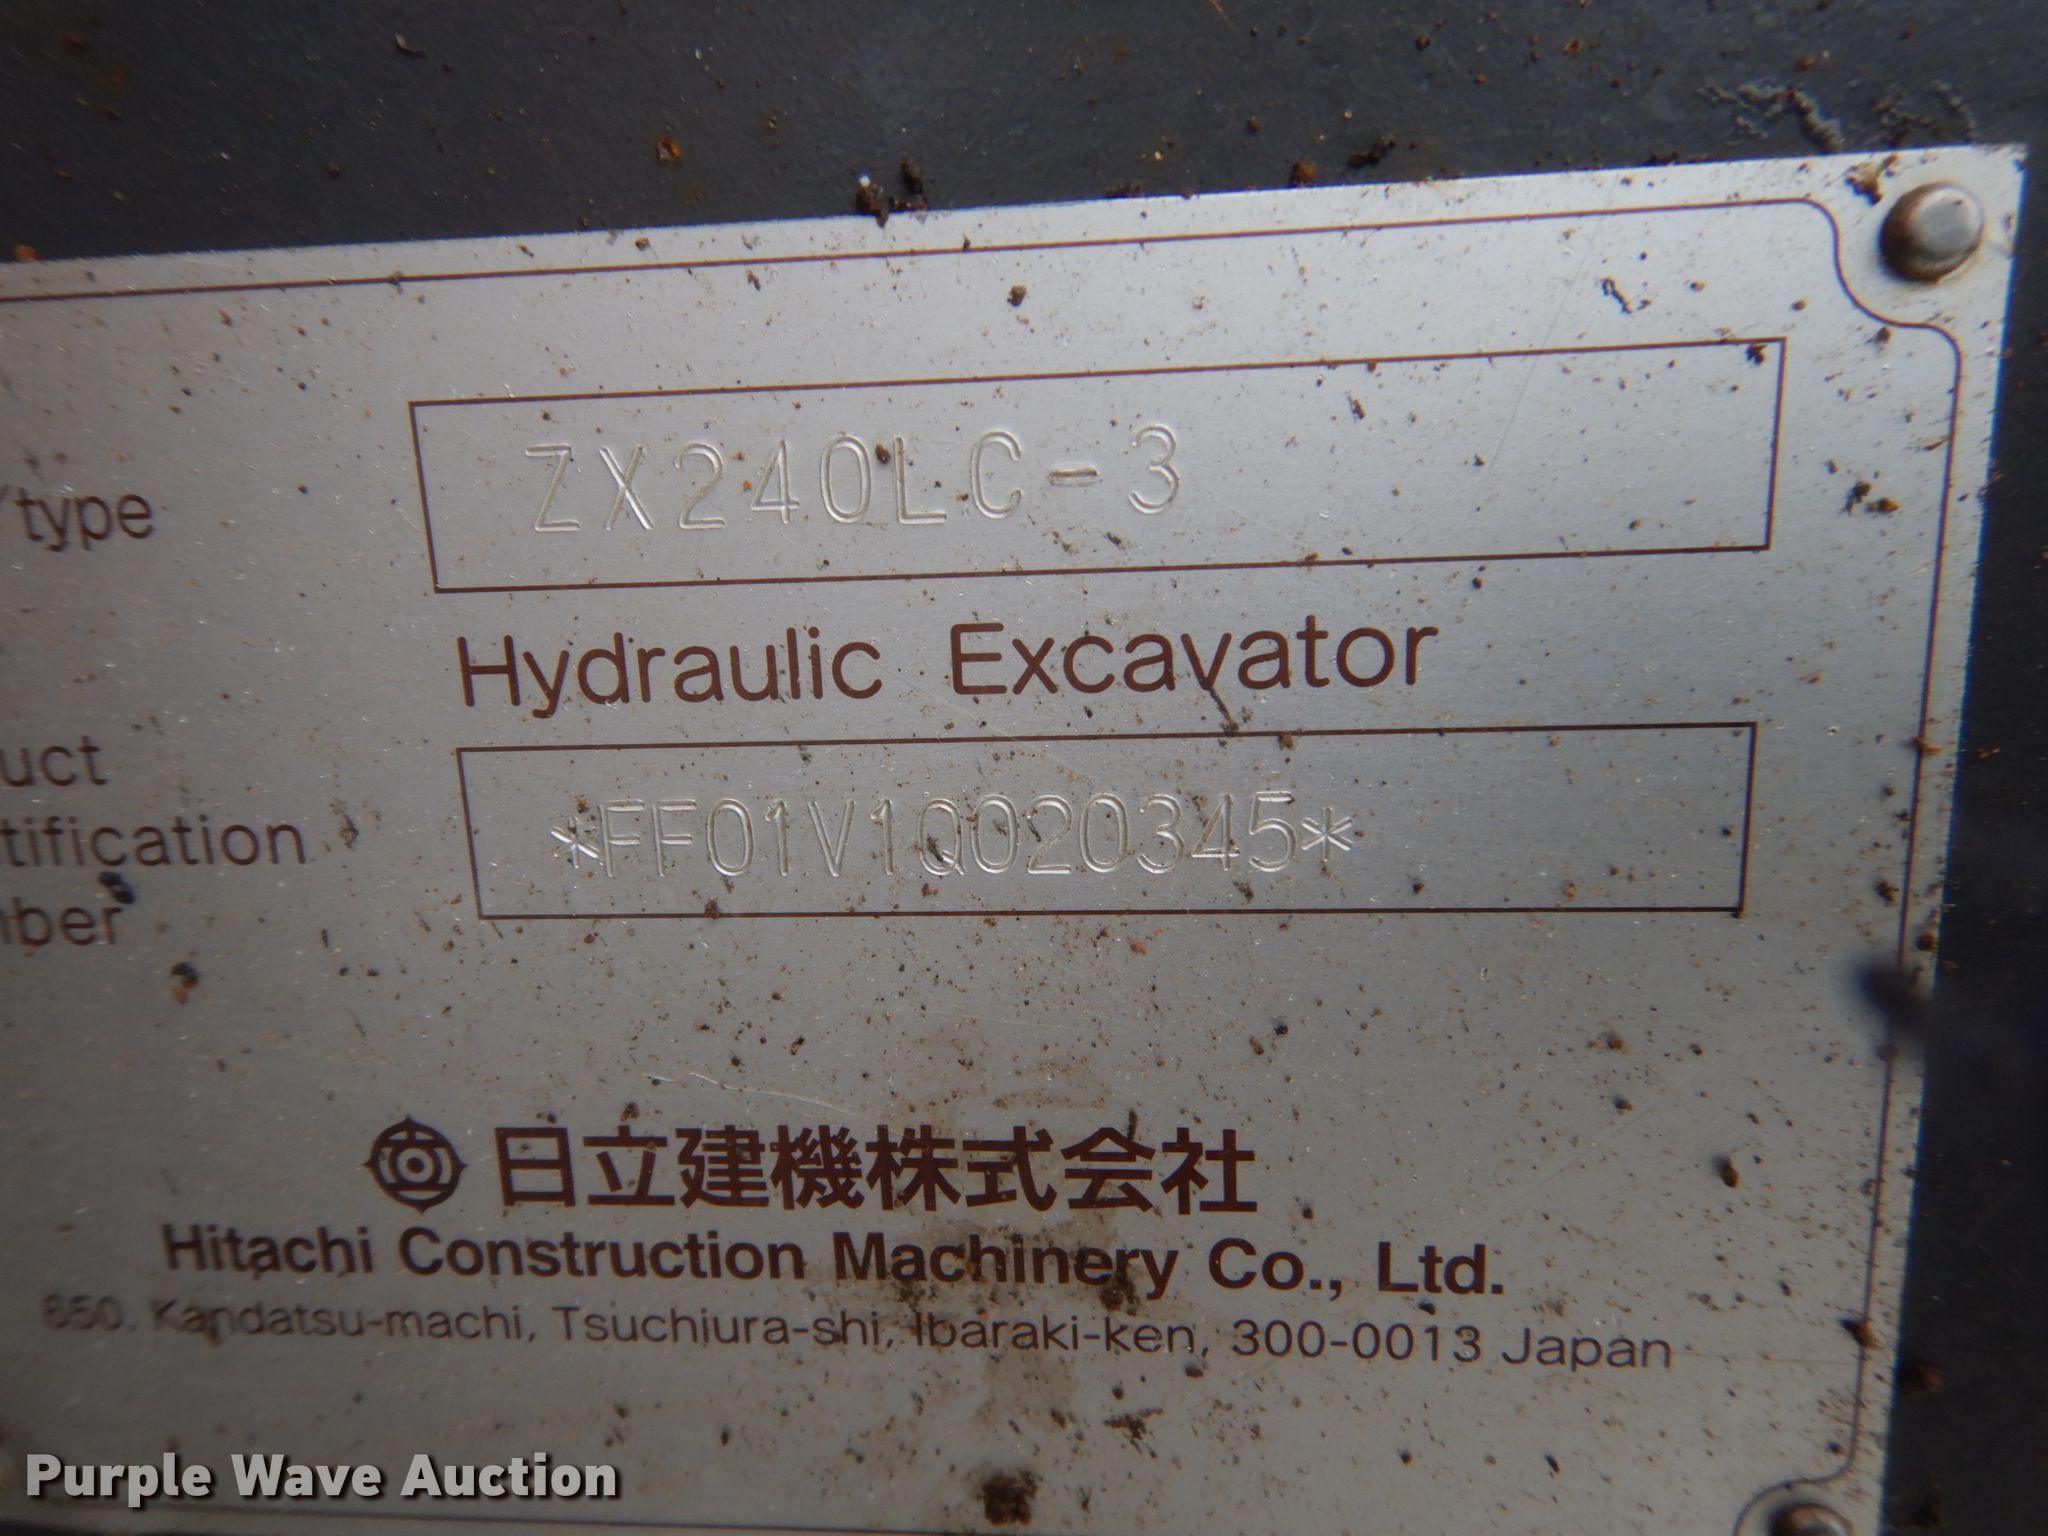 /type
ZX240LC-3
Hydraulic Excavator
uct
tification
mber
*FF01V1Q020345*
日立建機株式会社
Hitachi Construction Machinery Co., Ltd.
650, Kandatsu-machi, Tsuchiura-shi, Ibaraki-ken, 300-0013 Japan
Purple Wave Auction